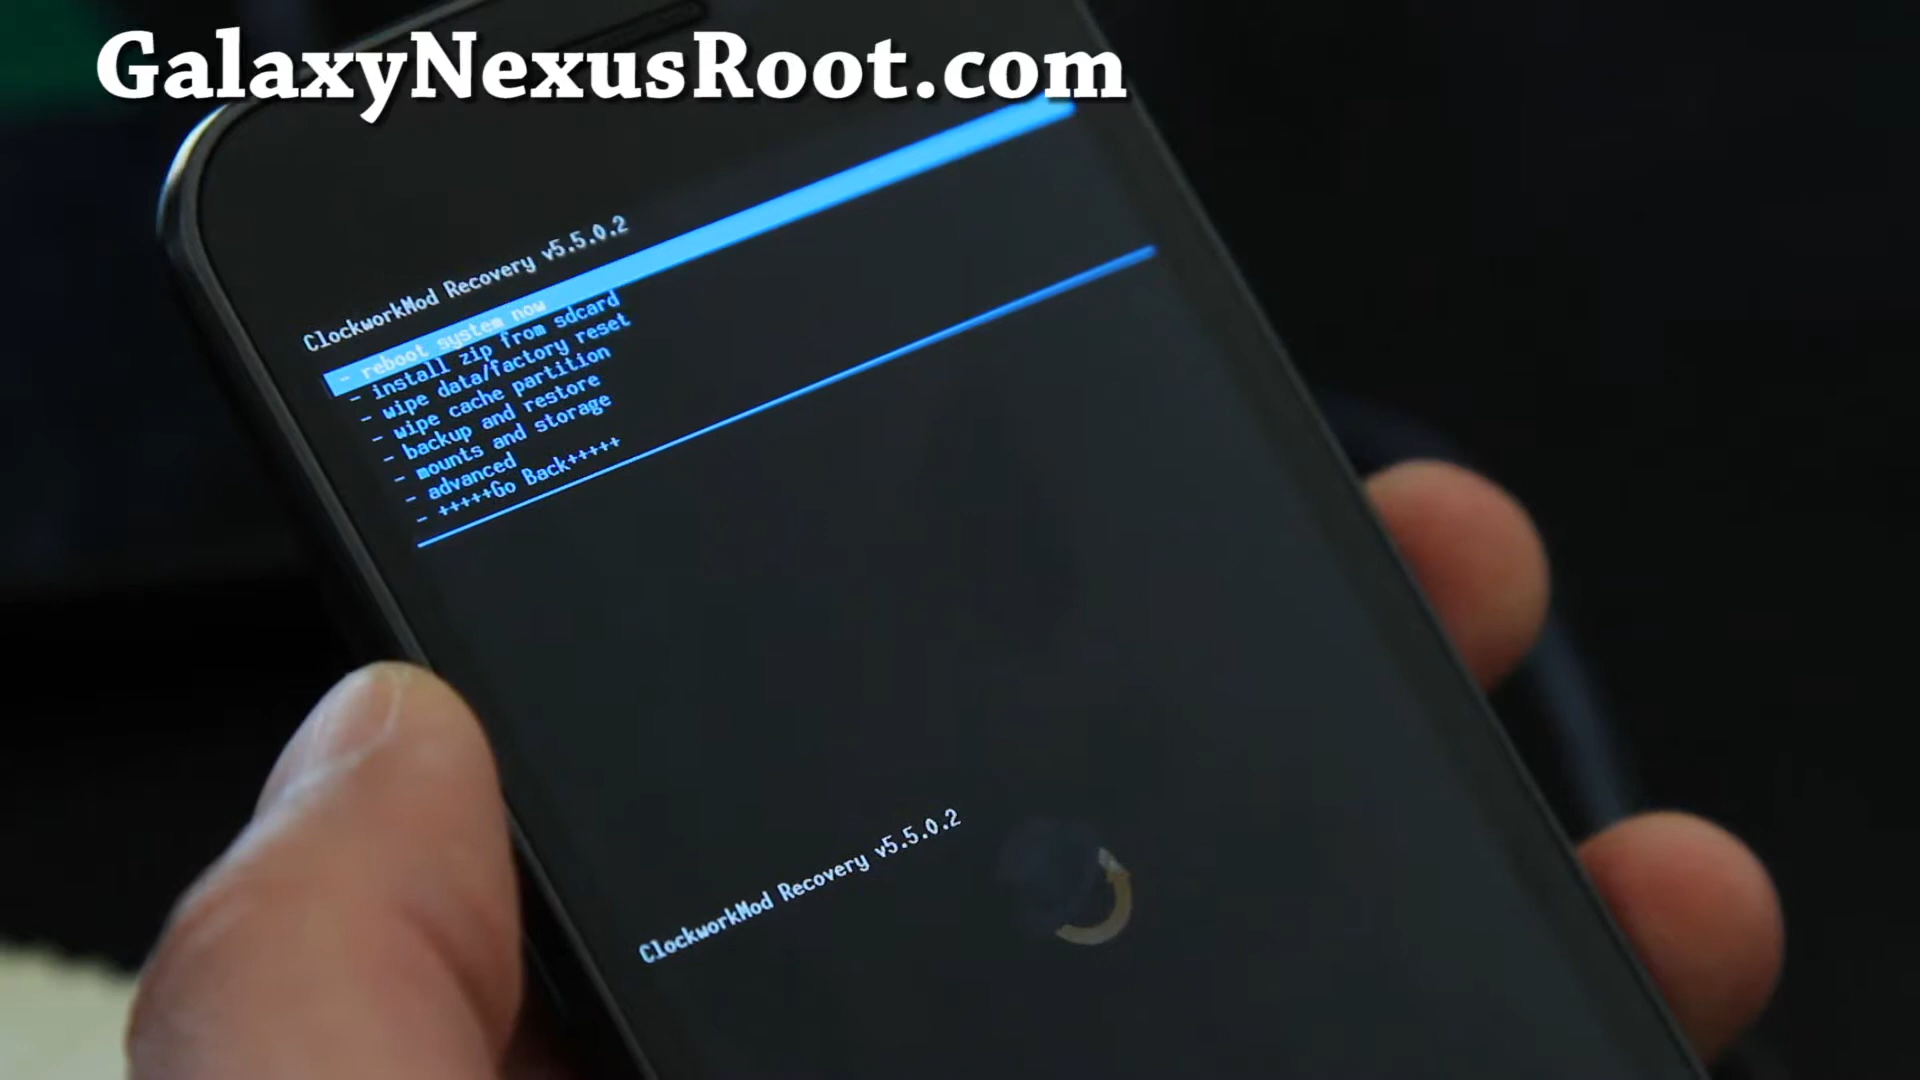 GalaxyNexusRoot.com
ClockworkMod Recovery v5.5.0.2
- reboot system now
- install zip from sdcard
- wipe data/factory reset
- wipe cache partition
- backup and restore
- mounts and storage
- advanced
- +++++Go Back+++++
ClockworkMod Recovery v5.5.0.2